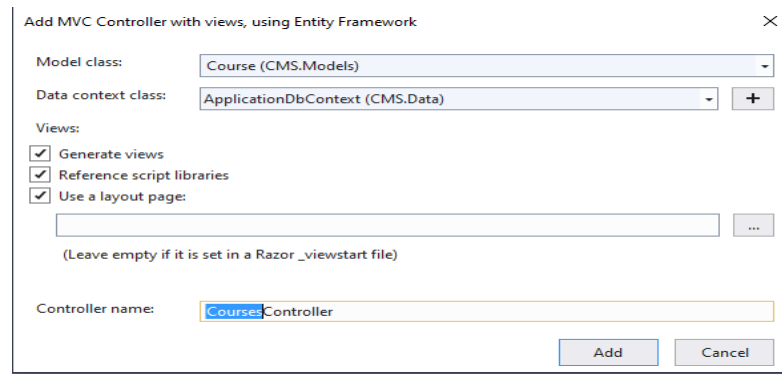 Add MVC Controller with views, using Entity Framework
Model class: Course (CMS.Models)
Data context class: ApplicationDbContext (CMS.Data) +
Views:
Generate views
Reference script libraries
Use a layout page:
...
(Leave empty if it is set in a Razor _viewstart file)
Controller name: CoursesController
Add Cancel